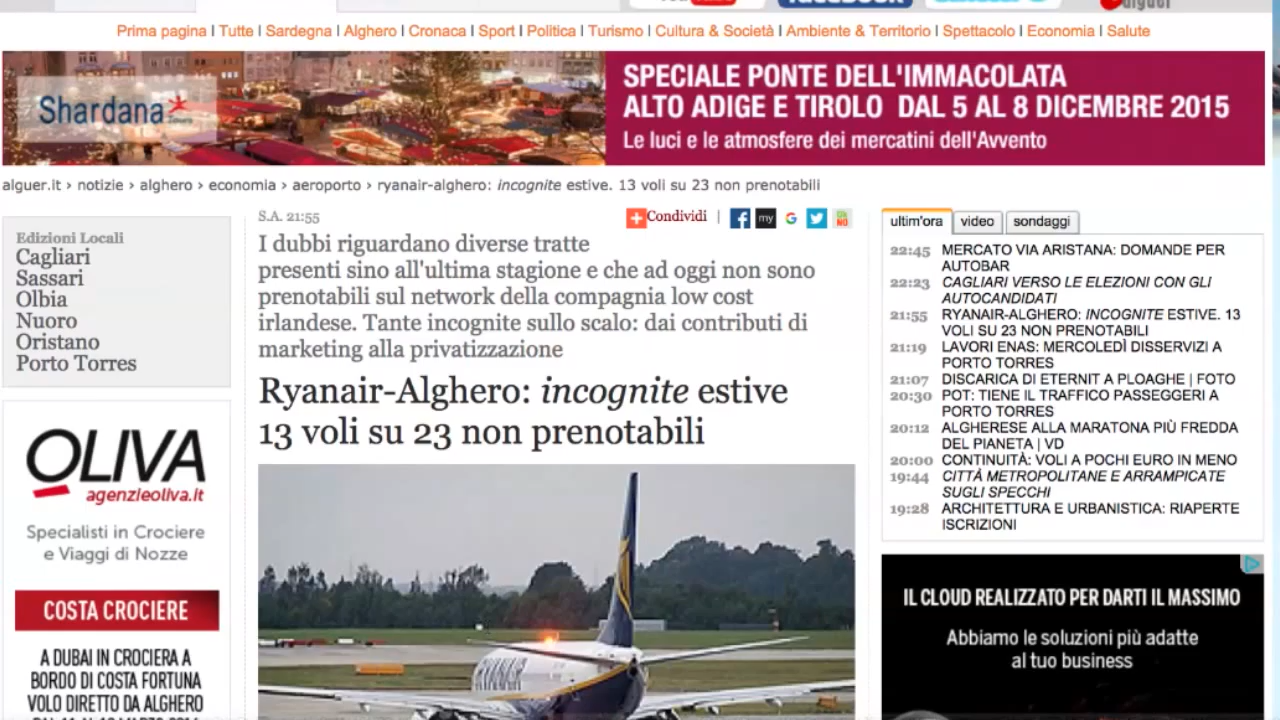 alguer
Prima pagina | Tutte | Sardegna | Alghero | Cronaca | Sport | Politica | Turismo | Cultura & Società | Ambiente & Territorio | Spettacolo | Economia | Salute
Shardana
SPECIALE PONTE DELL'IMMACOLATA
ALTO ADIGE E TIROLO DAL 5 AL 8 DICEMBRE 2015
Le luci e le atmosfere dei mercatini dell'Avvento
alguer.it › notizie › alghero › economia › aeroporto › ryanair-alghero: incognite estive. 13 voli su 23 non prenotabili
Edizioni Locali
Cagliari
Sassari
Olbia
Nuoro
Oristano
Porto Torres
OLIVA
agenzieoliva.it
Specialisti in Crociere
e Viaggi di Nozze
COSTA CROCIERE
A DUBAI IN CROCIERA A
BORDO DI COSTA FORTUNA
VOLO DIRETTO DA ALGHERO
S.A. 21:55
Condividi |
my
G
I dubbi riguardano diverse tratte
presenti sino all'ultima stagione e che ad oggi non sono
prenotabili sul network della compagnia low cost
irlandese. Tante incognite sullo scalo: dai contributi di
marketing alla privatizzazione
Ryanair-Alghero: incognite estive
13 voli su 23 non prenotabili
RYANAIR
ultim'ora video sondaggi
22:45 MERCATO VIA ARISTANA: DOMANDE PER
AUTOBAR
22:23 CAGLIARI VERSO LE ELEZIONI CON GLI
AUTOCANDIDATI
21:55 RYANAIR-ALGHERO: INCOGNITE ESTIVE. 13
VOLI SU 23 NON PRENOTABILI
21:19 LAVORI ENAS: MERCOLEDÌ DISSERVIZI A
PORTO TORRES
21:07 DISCARICA DI ETERNIT A PLOAGHE | FOTO
20:30 POT: TIENE IL TRAFFICO PASSEGGERI A
PORTO TORRES
20:12 ALGHERESE ALLA MARATONA PIÙ FREDDA
DEL PIANETA | VD
20:00 CONTINUITÀ: VOLI A POCHI EURO IN MENO
19:44 CITTÀ METROPOLITANE E ARRAMPICATE
SUGLI SPECCHI
19:28 ARCHITETTURA E URBANISTICA: RIAPERTE
ISCRIZIONI
IL CLOUD REALIZZATO PER DARTI IL MASSIMO
Abbiamo le soluzioni più adatte
al tuo business